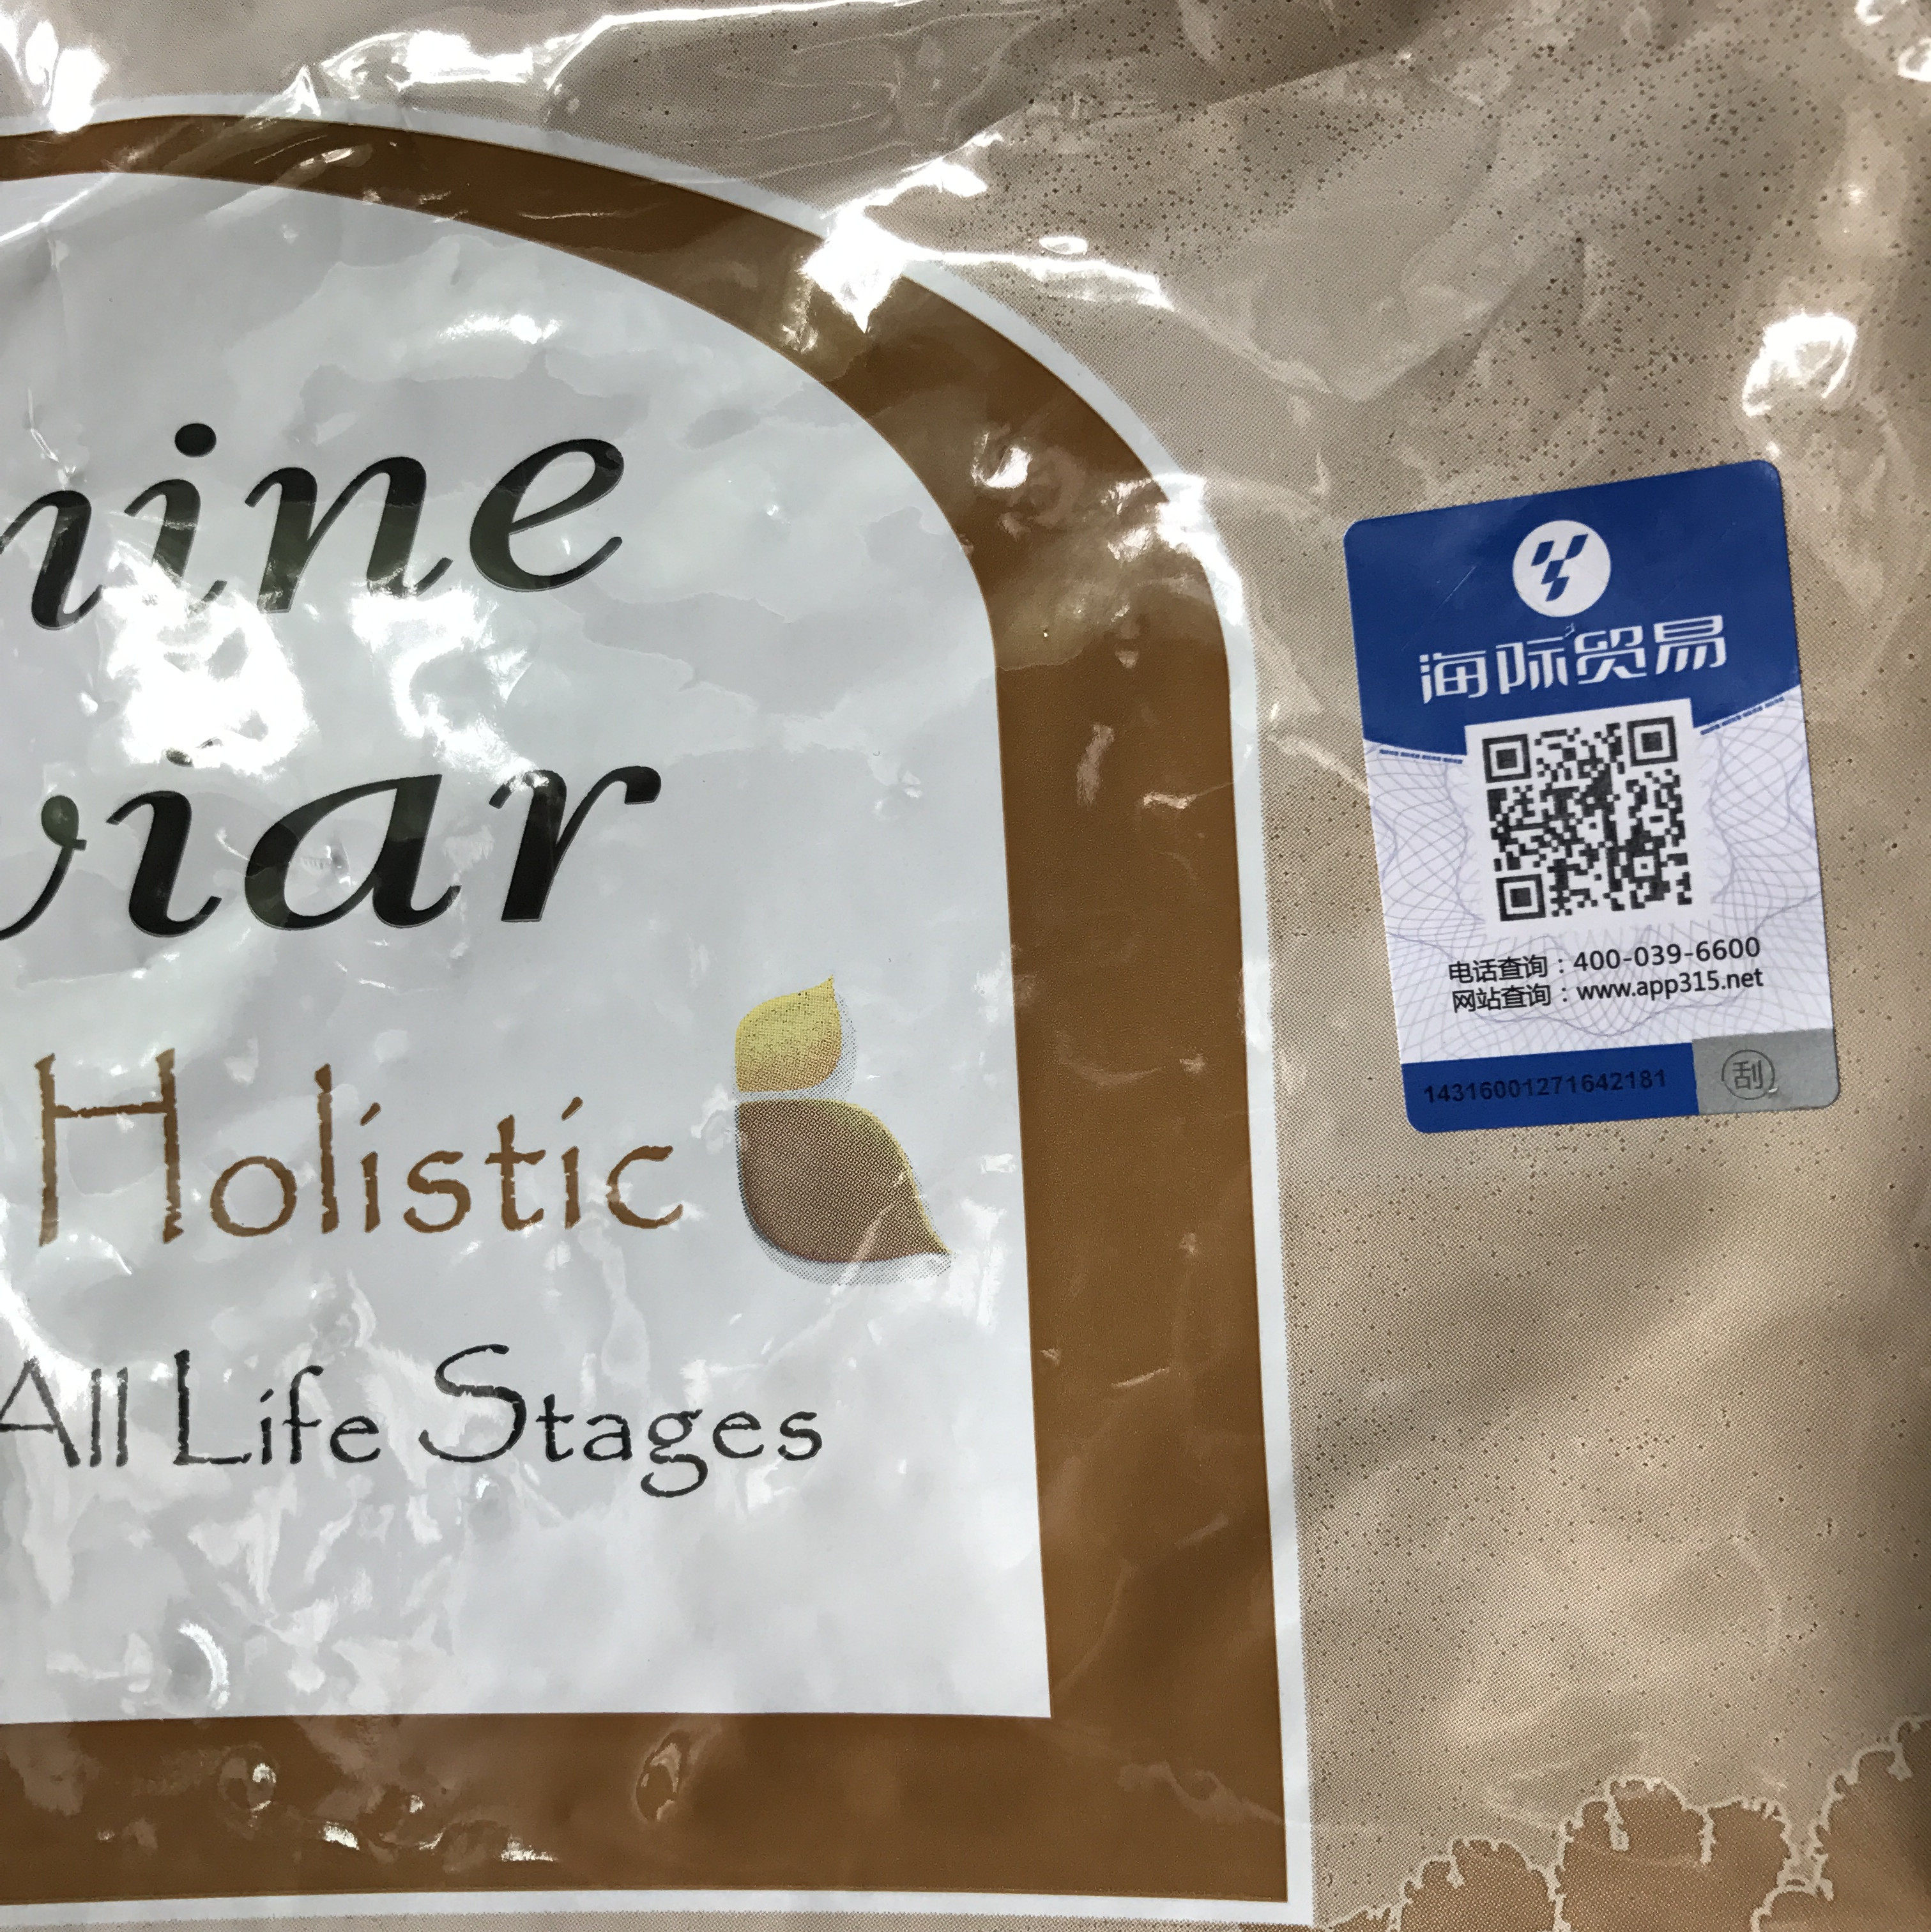 nine
viar
Holistic
All Life Stages
海际贸易
电话查询：400-039-6600
网站查询：www.app315.net
14316001271642181
刮